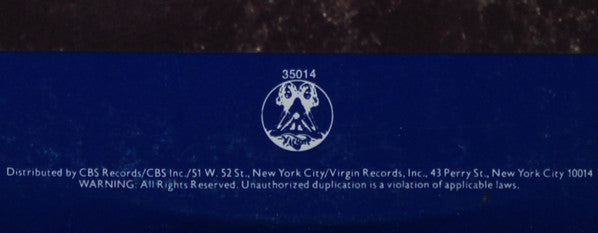 35014
Virgin
Distributed by CBS Records/CBS Inc./51 W. 52 St., New York City/Virgin Records, Inc., 43 Perry St., New York City 10014
WARNING: All Rights Reserved. Unauthorized duplication is a violation of applicable laws.